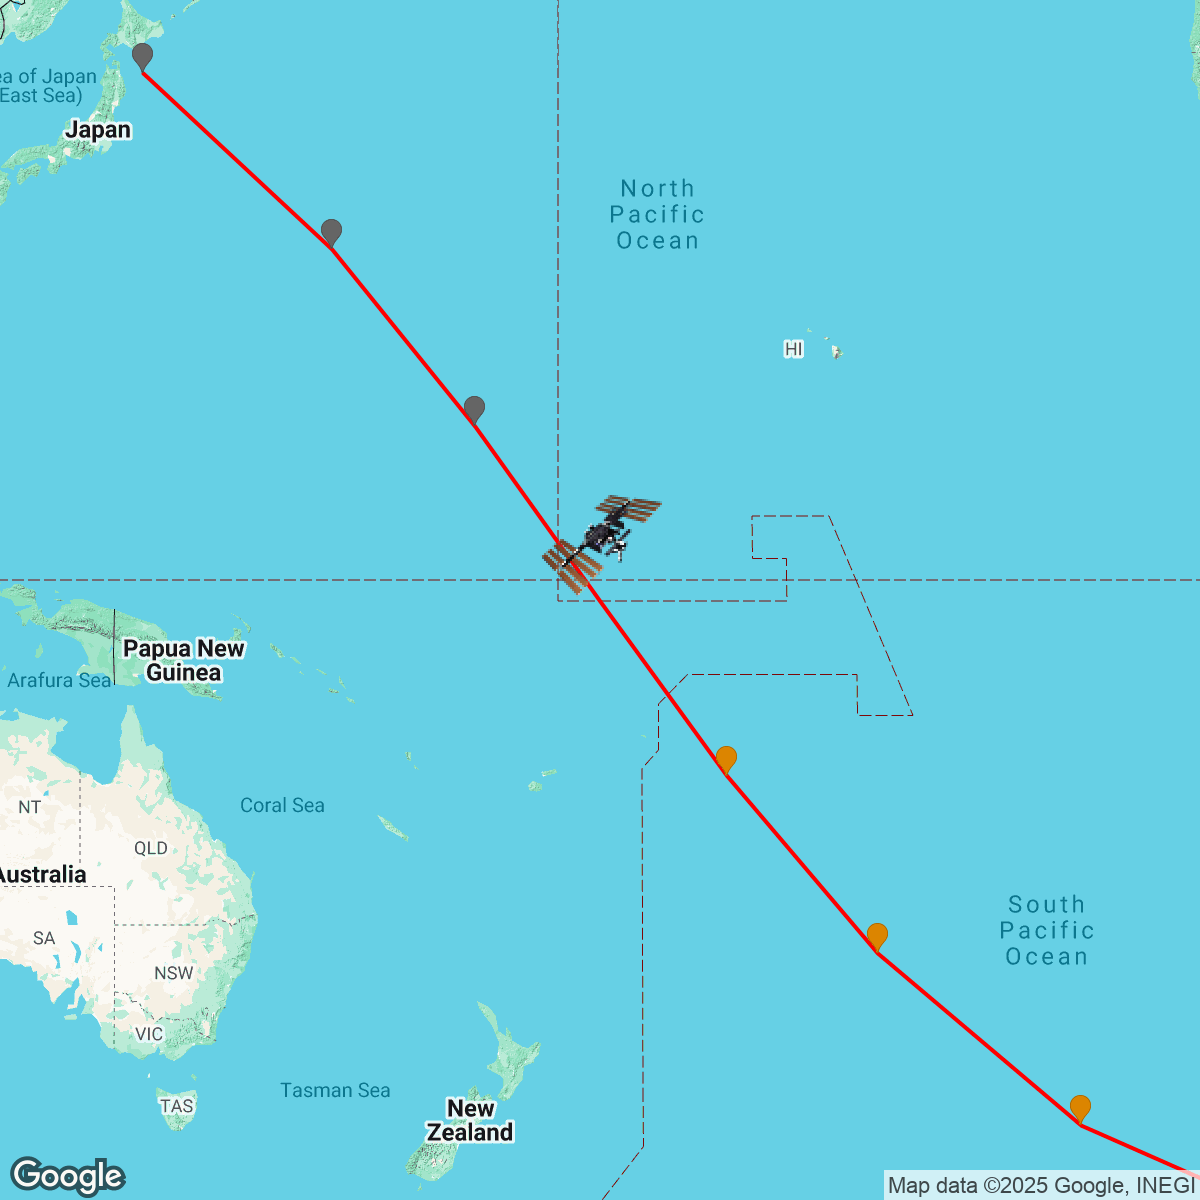 ea of Japan
East Sea)
Japan
North
Pacific
Ocean
HI
Papua New
Guinea
Arafura Sea
NT
Coral Sea
QLD
Australia
SA
NSW
South
Pacific
Ocean
VIC
Tasman Sea
TAS
New
Zealand
Google
Map data ©2025 Google, INEGI